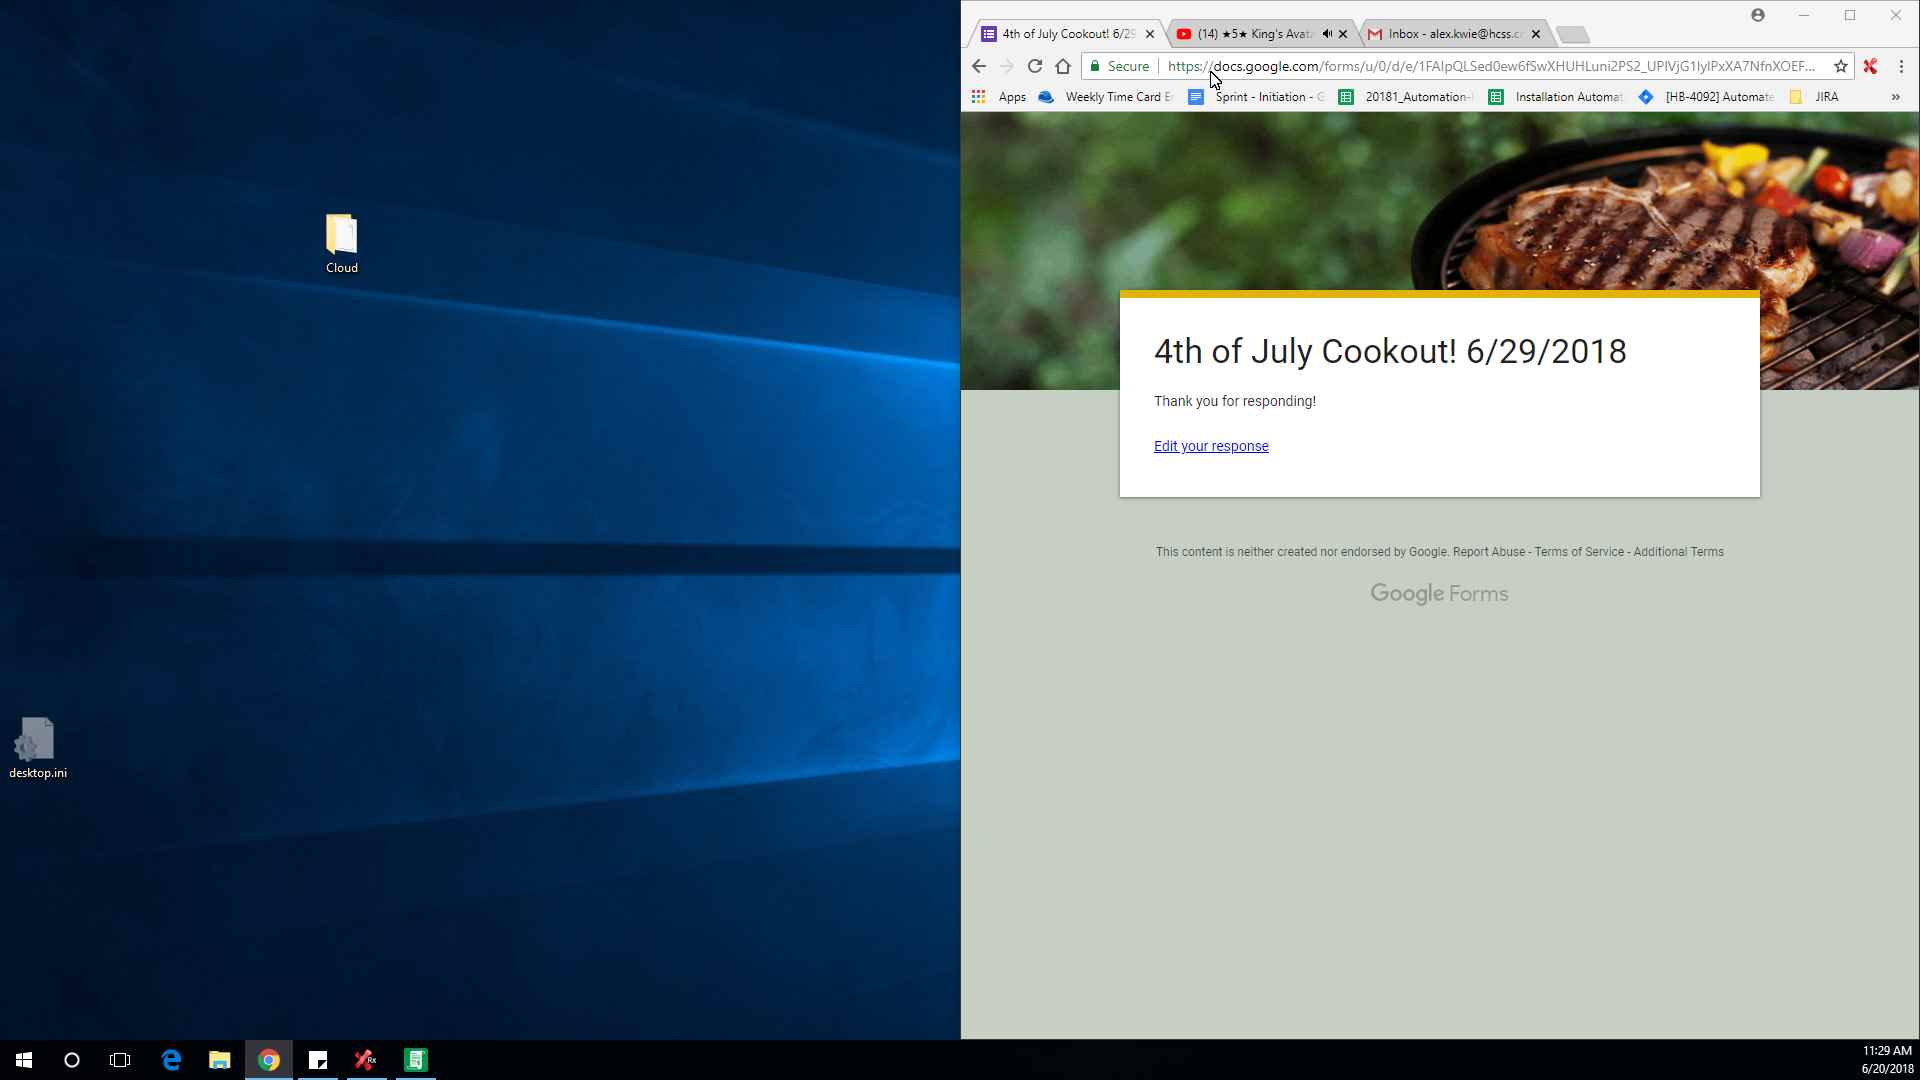 Cloud
desktop.ini
4th of July Cookout! 6/29
(14) ★5★ King's Avata
Inbox - alex.kwie@hcss.c
Secure
https://docs.google.com/forms/u/0/d/e/1FAIpQLSed0ew6fSwXHUHLuni2PS2_UPIVjG1IyIPxXA7NfnXOEF...
Apps
Weekly Time Card E
Sprint - Initiation - G
20181_Automation-
Installation Automat
[HB-4092] Automate
JIRA
»
4th of July Cookout! 6/29/2018
Thank you for responding!
Edit your response
This content is neither created nor endorsed by Google. Report Abuse - Terms of Service - Additional Terms
Google Forms
Rx
11:29 AM
6/20/2018